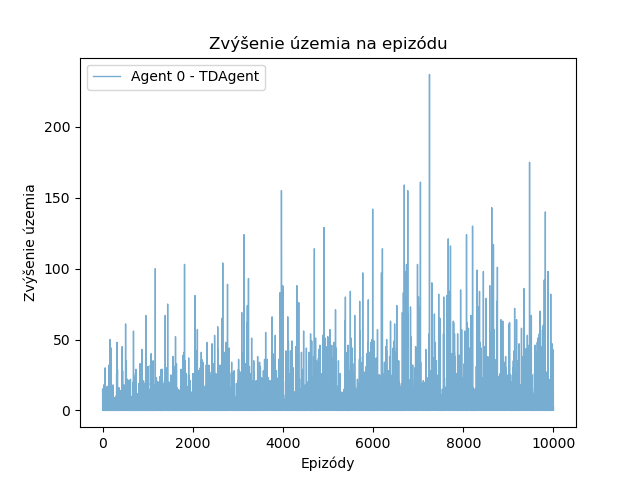 Zvýšenie územia na epizódu
Agent 0 - TDAgent
Zvýšenie územia
200
150
100
50
0
0 2000 4000 6000 8000 10000
Epizódy